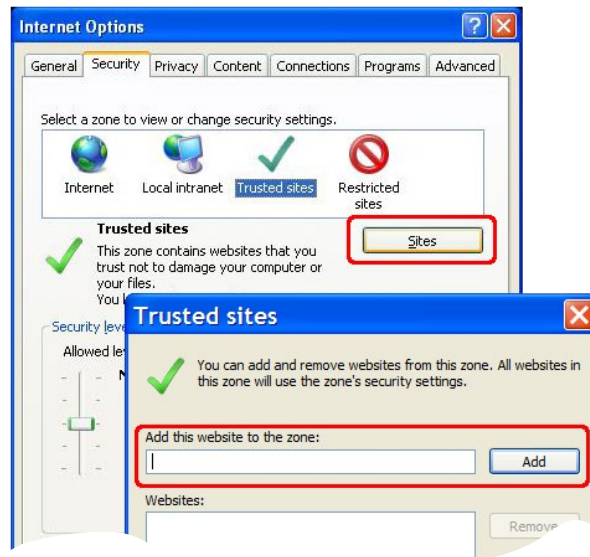 Internet Options
General Security Privacy Content Connections Programs Advanced
Select a zone to view or change security settings.
Internet Local intranet Trusted sites Restricted
sites
Trusted sites
This zone contains websites that you
trust not to damage your computer or
your files.
You
Sites
Security
Allowed
Trusted sites
You can add and remove websites from this zone. All websites in
this zone will use the zone's security settings.
Add this website to the zone:
Add
Websites:
Remove